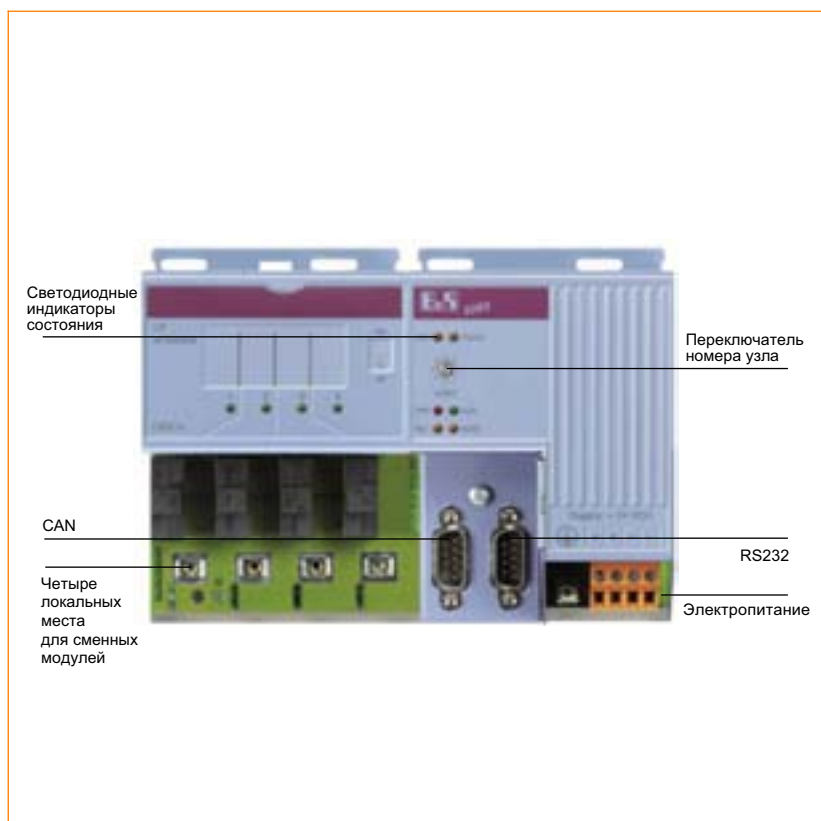 Светодиодные
индикаторы
состояния
Переключатель
номера узла
CAN
RS232
Четыре
локальных
места
для сменных
модулей
Электропитание